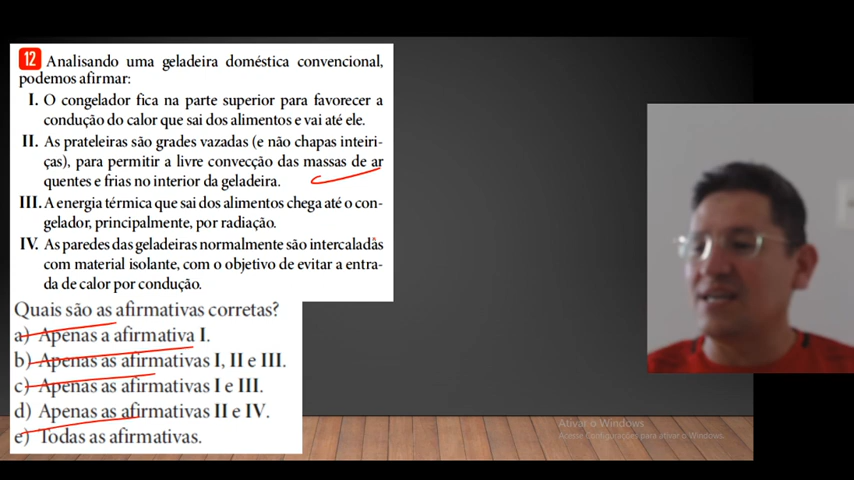 12 Analisando uma geladeira doméstica convencional,
podemos afirmar:
I. O congelador fica na parte superior para favorecer a
condução do calor que sai dos alimentos e vai até ele.
II. As prateleiras são grades vazadas (e não chapas inteiri-
ças), para permitir a livre convecção das massas de ar
quentes e frias no interior da geladeira.
III. A energia térmica que sai dos alimentos chega até o con-
gelador, principalmente, por radiação.
IV. As paredes das geladeiras normalmente são intercaladas
com material isolante, com o objetivo de evitar a entra-
da de calor por condução.
Quais são as afirmativas corretas?
a) Apenas a afirmativa I.
b) Apenas as afirmativas I, II e III.
c) Apenas as afirmativas I e III.
d) Apenas as afirmativas II e IV.
e) Todas as afirmativas.
Ativar o Windows
Acesse Configurações para ativar o Windows.